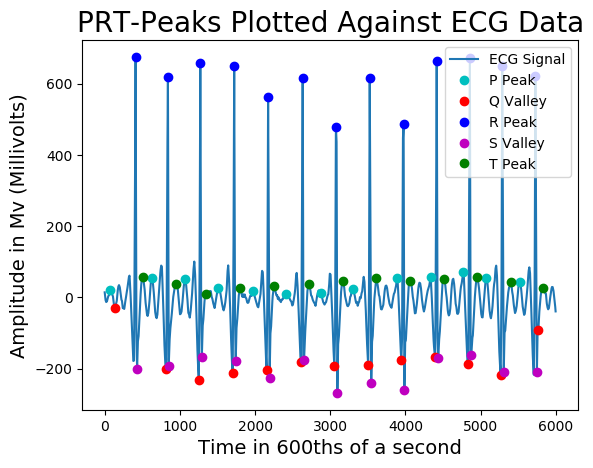 PRT-Peaks Plotted Against ECG Data
Amplitude in Mv (Millivolts)
600
400
200
0
−200
ECG Signal
P Peak
Q Valley
R Peak
S Valley
T Peak
0 1000 2000 3000 4000 5000 6000
Time in 600ths of a second